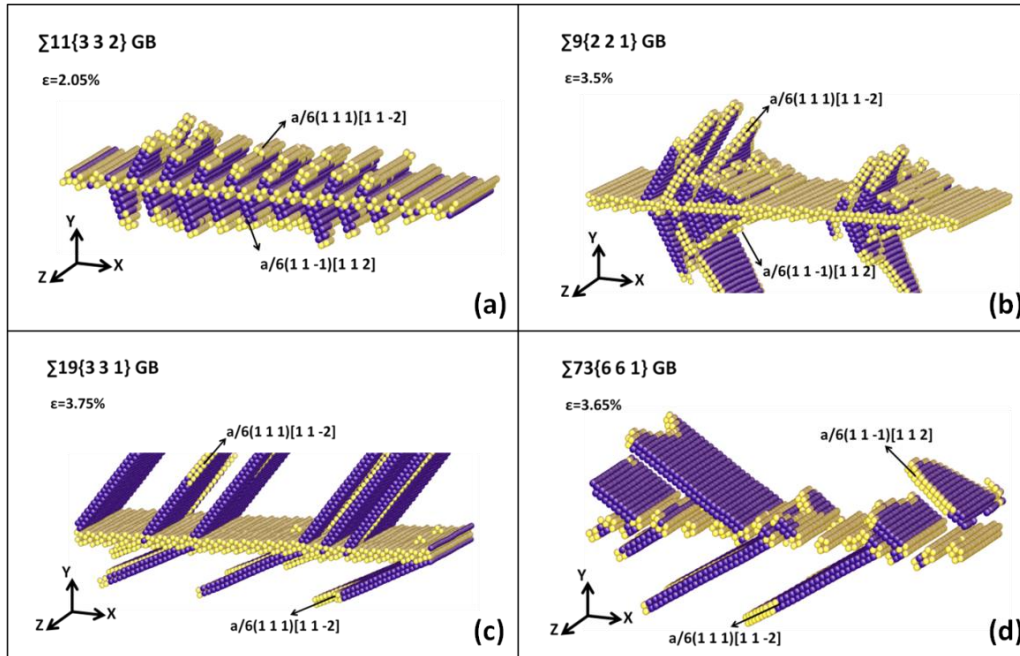 ∑11{3 3 2} GB
ε=2.05%
a/6(1 1 1)[1 1 -2]
a/6(1 1 -1)[1 1 2]
Y
Z
X
(a)
∑9{2 2 1} GB
ε=3.5%
a/6(1 1 1)[1 1 -2]
a/6(1 1 -1)[1 1 2]
Y
Z
X
(b)
∑19{3 3 1} GB
ε=3.75%
a/6(1 1 1)[1 1 -2]
Y
Z
X
a/6(1 1 1)[1 1 -2]
(c)
∑73{6 6 1} GB
ε=3.65%
a/6(1 1 -1)[1 1 2]
Y
Z
X
a/6(1 1 1)[1 1 -2]
(d)